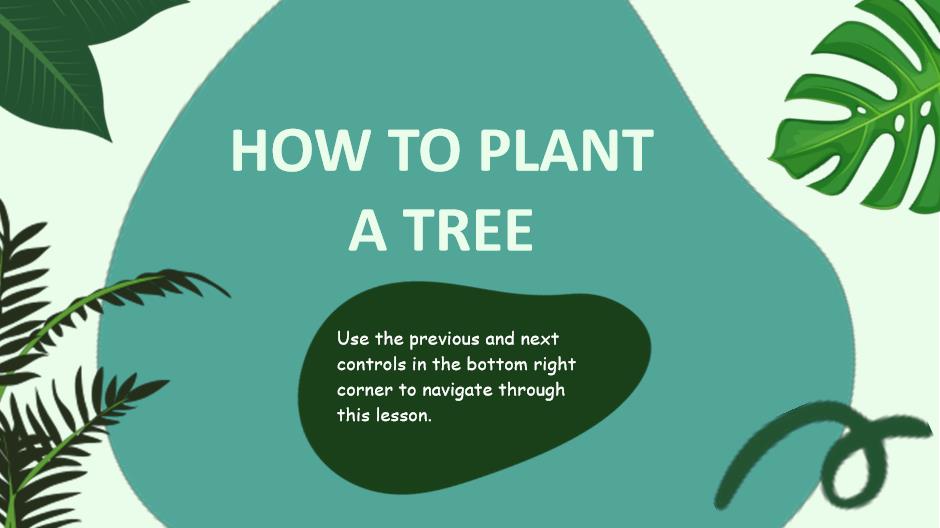 HOW TO PLANT
A TREE
Use the previous and next
controls in the bottom right
corner to navigate through
this lesson.